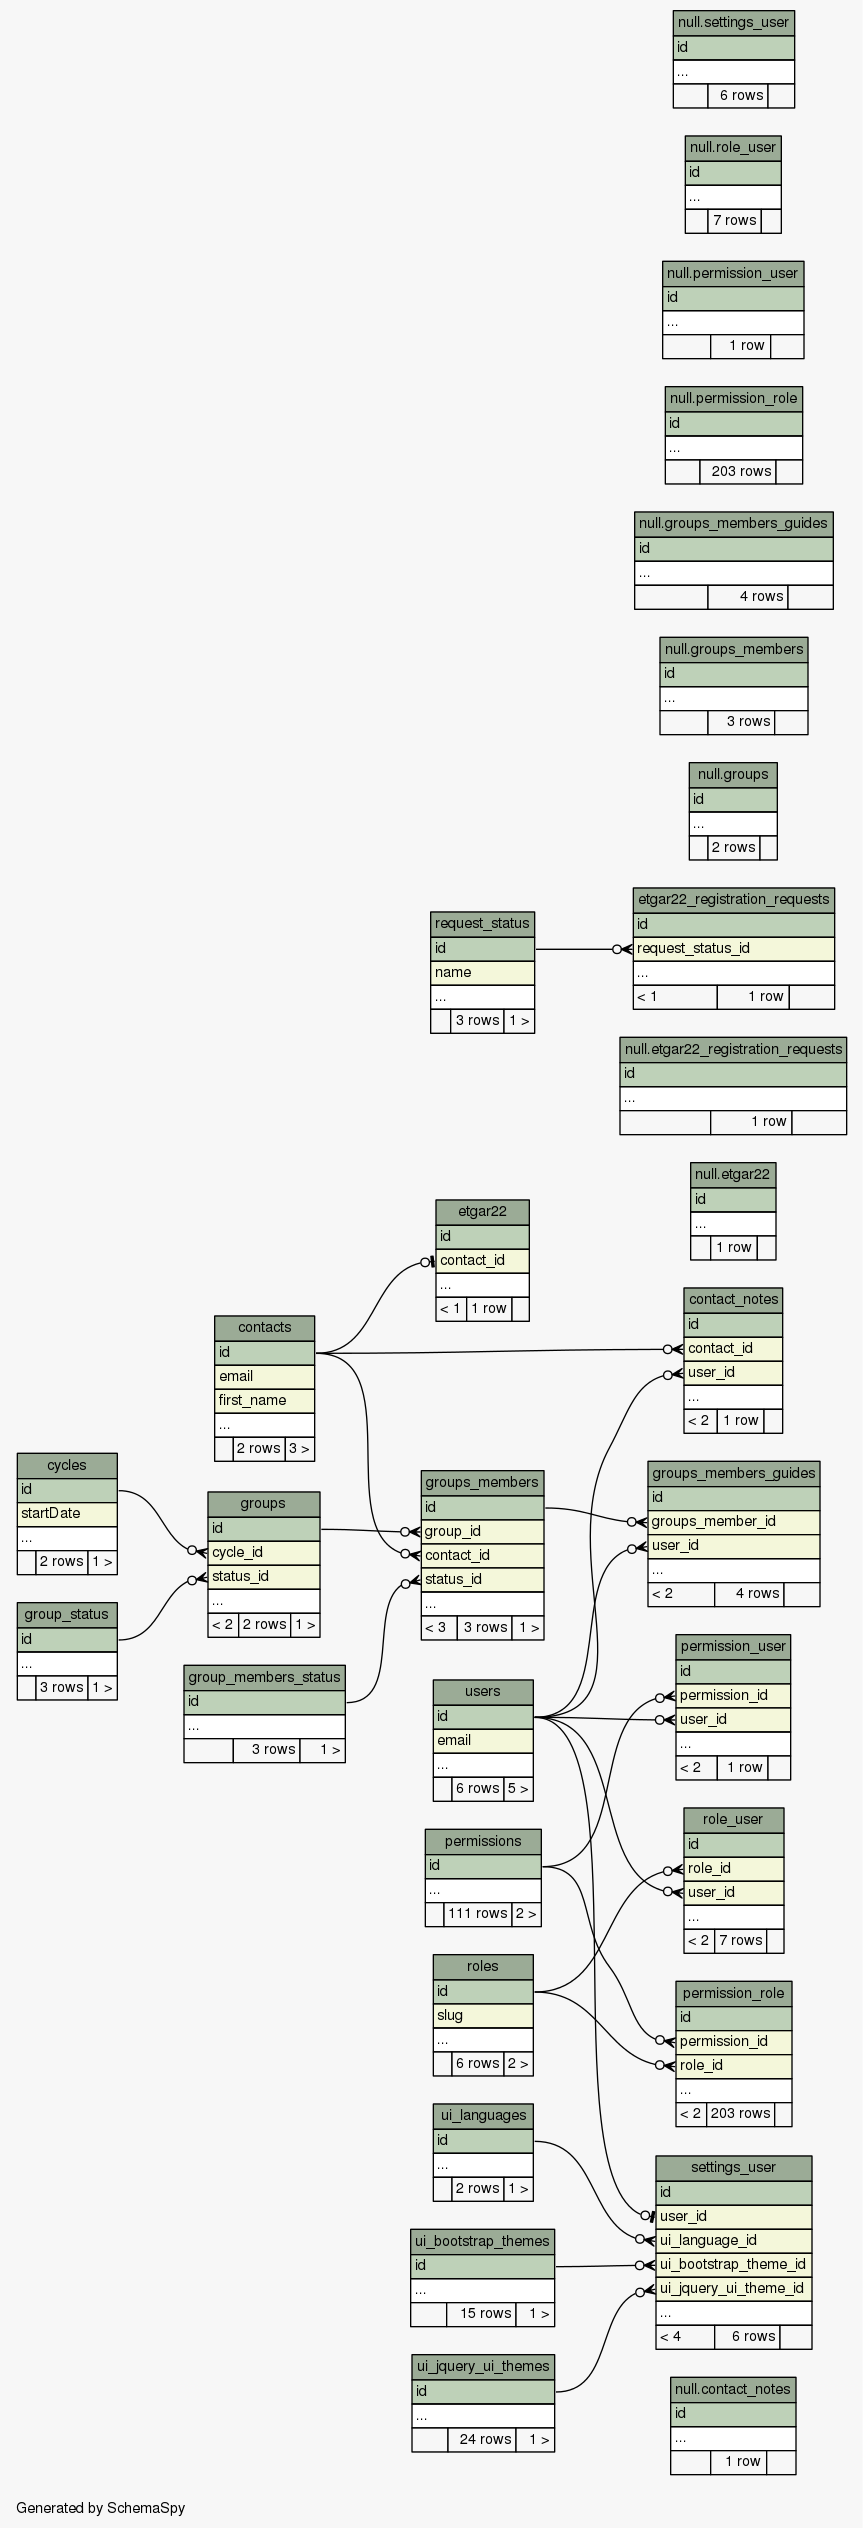 null.settings_user
id
...
6 rows
null.role_user
id
...
7 rows
null.permission_user
id
...
1 row
null.permission_role
id
...
203 rows
null.groups_members_guides
id
...
4 rows
null.groups_members
id
...
3 rows
null.groups
id
...
2 rows
etgar22_registration_requests
id
request_status_id
...
< 1 1 row
request_status
id
name
...
3 rows 1 >
null.etgar22_registration_requests
id
...
1 row
null.etgar22
id
...
1 row
etgar22
id
contact_id
...
< 1 1 row
contact_notes
id
contact_id
user_id
...
< 2 1 row
contacts
id
email
first_name
...
2 rows 3 >
cycles
id
startDate
...
2 rows 1 >
groups
id
cycle_id
status_id
...
< 2 2 rows 1 >
groups_members
id
group_id
contact_id
status_id
...
< 3 3 rows 1 >
groups_members_guides
id
groups_member_id
user_id
...
< 2 4 rows
group_status
id
...
3 rows 1 >
group_members_status
id
...
3 rows 1 >
users
id
email
...
6 rows 5 >
permission_user
id
permission_id
user_id
...
< 2 1 row
permissions
id
...
111 rows 2 >
role_user
id
role_id
user_id
...
< 2 7 rows
roles
id
slug
...
6 rows 2 >
permission_role
id
permission_id
role_id
...
< 2 203 rows
ui_languages
id
...
2 rows 1 >
settings_user
id
user_id
ui_language_id
ui_bootstrap_theme_id
ui_jquery_ui_theme_id
...
< 4 6 rows
ui_bootstrap_themes
id
...
15 rows 1 >
ui_jquery_ui_themes
id
...
24 rows 1 >
null.contact_notes
id
...
1 row
Generated by SchemaSpy